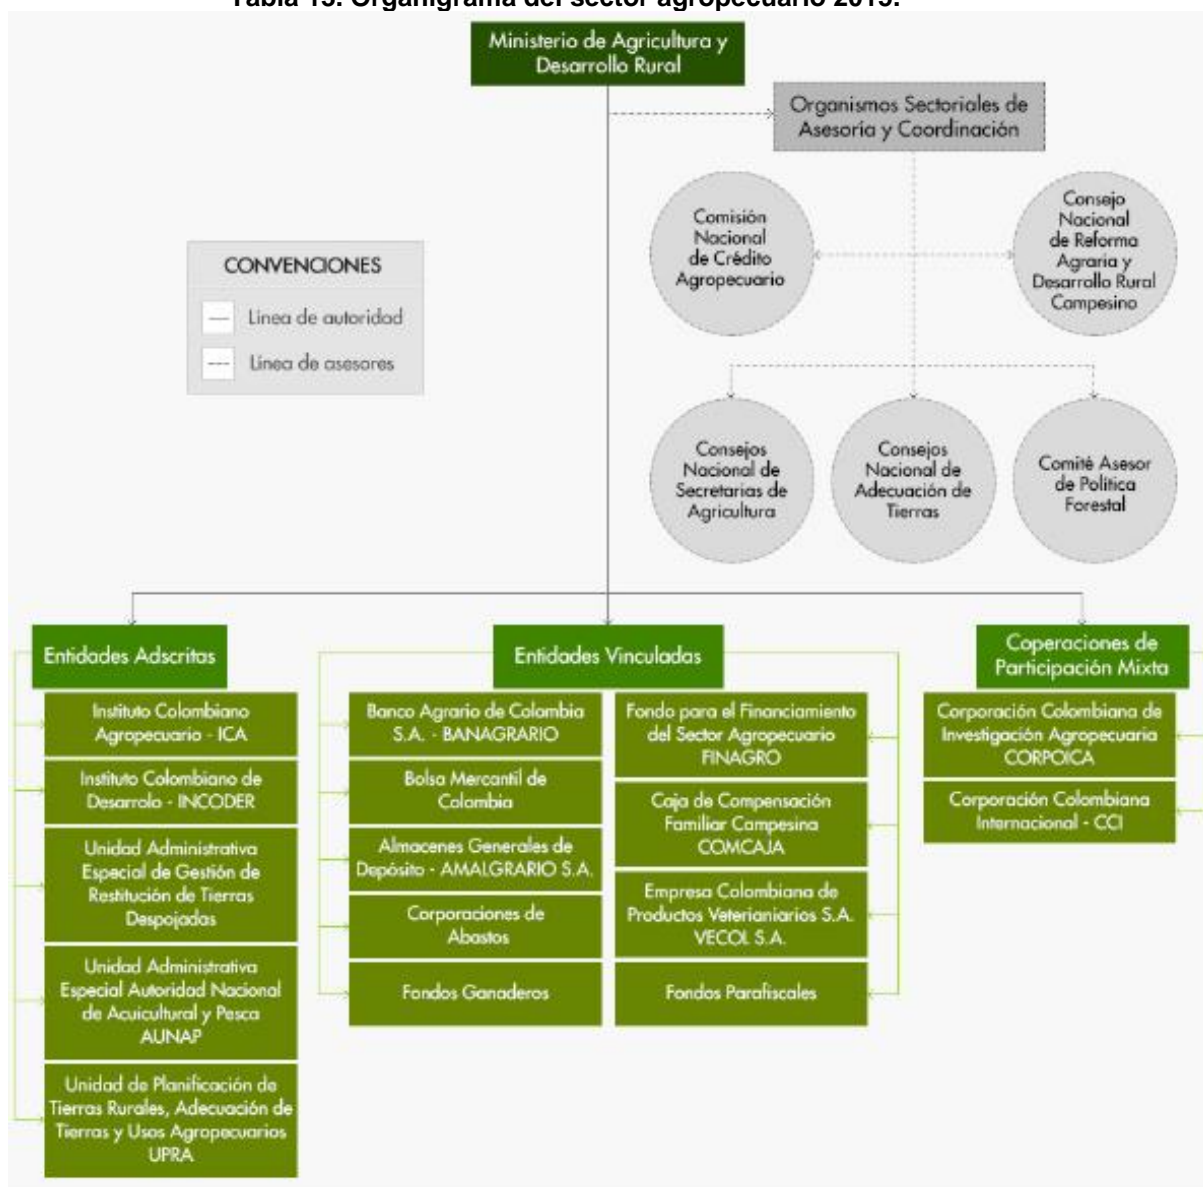 Tabla 15. Organigrama del sector agropecuario 2015.
Ministerio de Agricultura y
Desarrollo Rural
Organismos Sectoriales de
Asesoría y Coordinación
Comisión
Nacional
de Crédito
Agropecuario
Consejo
Nacional
de Reforma
Agraria y
Desarrollo Rural
Campesino
CONVENCIONES
Linea de autoridad
Línea de asesores
Consejos
Nacional de
Secretarias de
Agricultura
Consejos
Nacional de
Adecuación de
Tierras
Comité Asesor
de Política
Forestal
Entidades Adscritas
Instituto Colombiano
Agropecuario - ICA
Instituto Colombiano de
Desarrolo - INCODER
Unidad Administrativa
Especial de Gestión de
Restitución de Tierras
Despojadas
Unidad Administrativa
Especial Autoridad Nacional
de Acuicultural y Pesca
AUNAP
Unidad de Planificación de
Tierras Rurales, Adecuación de
Tierras y Usos Agropecuarios
UPRA
Entidades Vinculadas
Banco Agrario de Colombia
S.A. - BANAGRARIO
Bolsa Mercantil de
Colombia
Almacenes Generales de
Depósito - AMALGRARIO S.A.
Corporaciones de
Abastos
Fondos Ganaderos
Fondo para el Financiamiento
del Sector Agropecuario
FINAGRO
Caja de Compensación
Familiar Campesina
COMCAJA
Empresa Colombiana de
Productos Veterianiarios S.A.
VECOL S.A.
Fondos Parafiscales
Coperaciones de
Participación Mixta
Corporación Colombiana de
Investigación Agropecuaria
CORPOICA
Corporación Colombiana
Internacional - CCI